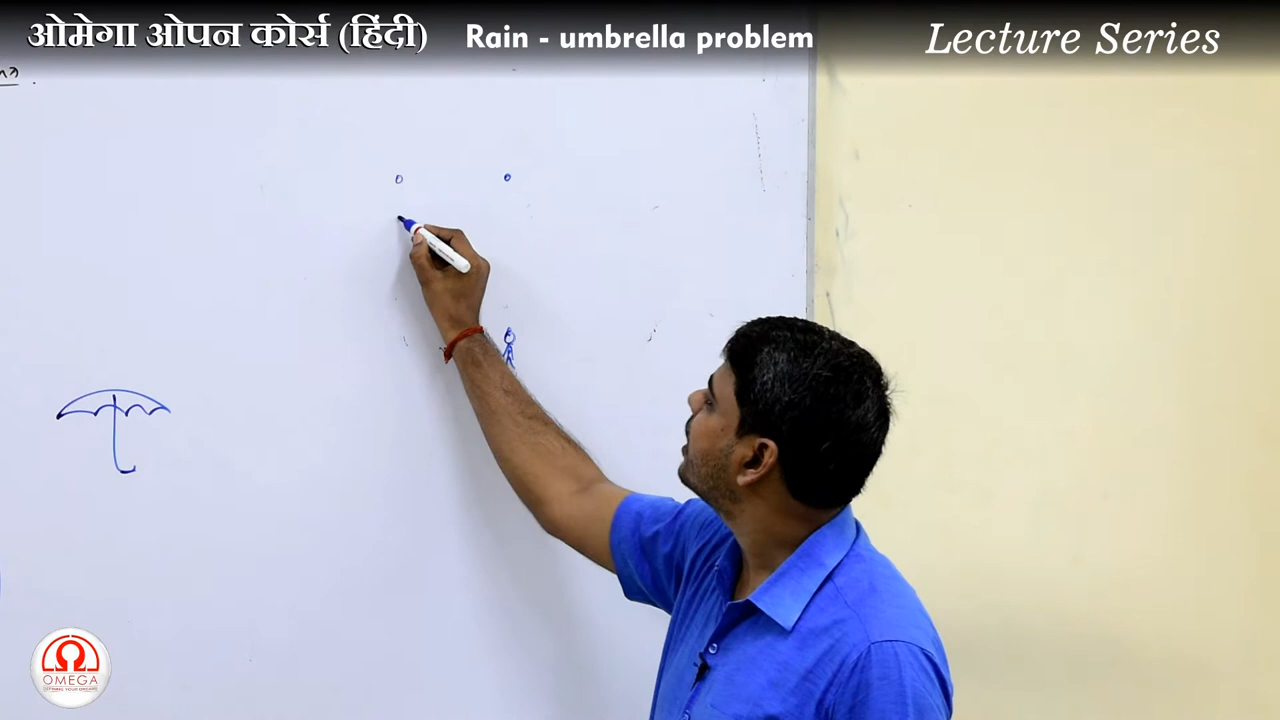 ओमेगा ओपन कोर्स (हिंदी) Rain - umbrella problem Lecture Series
OMEGA